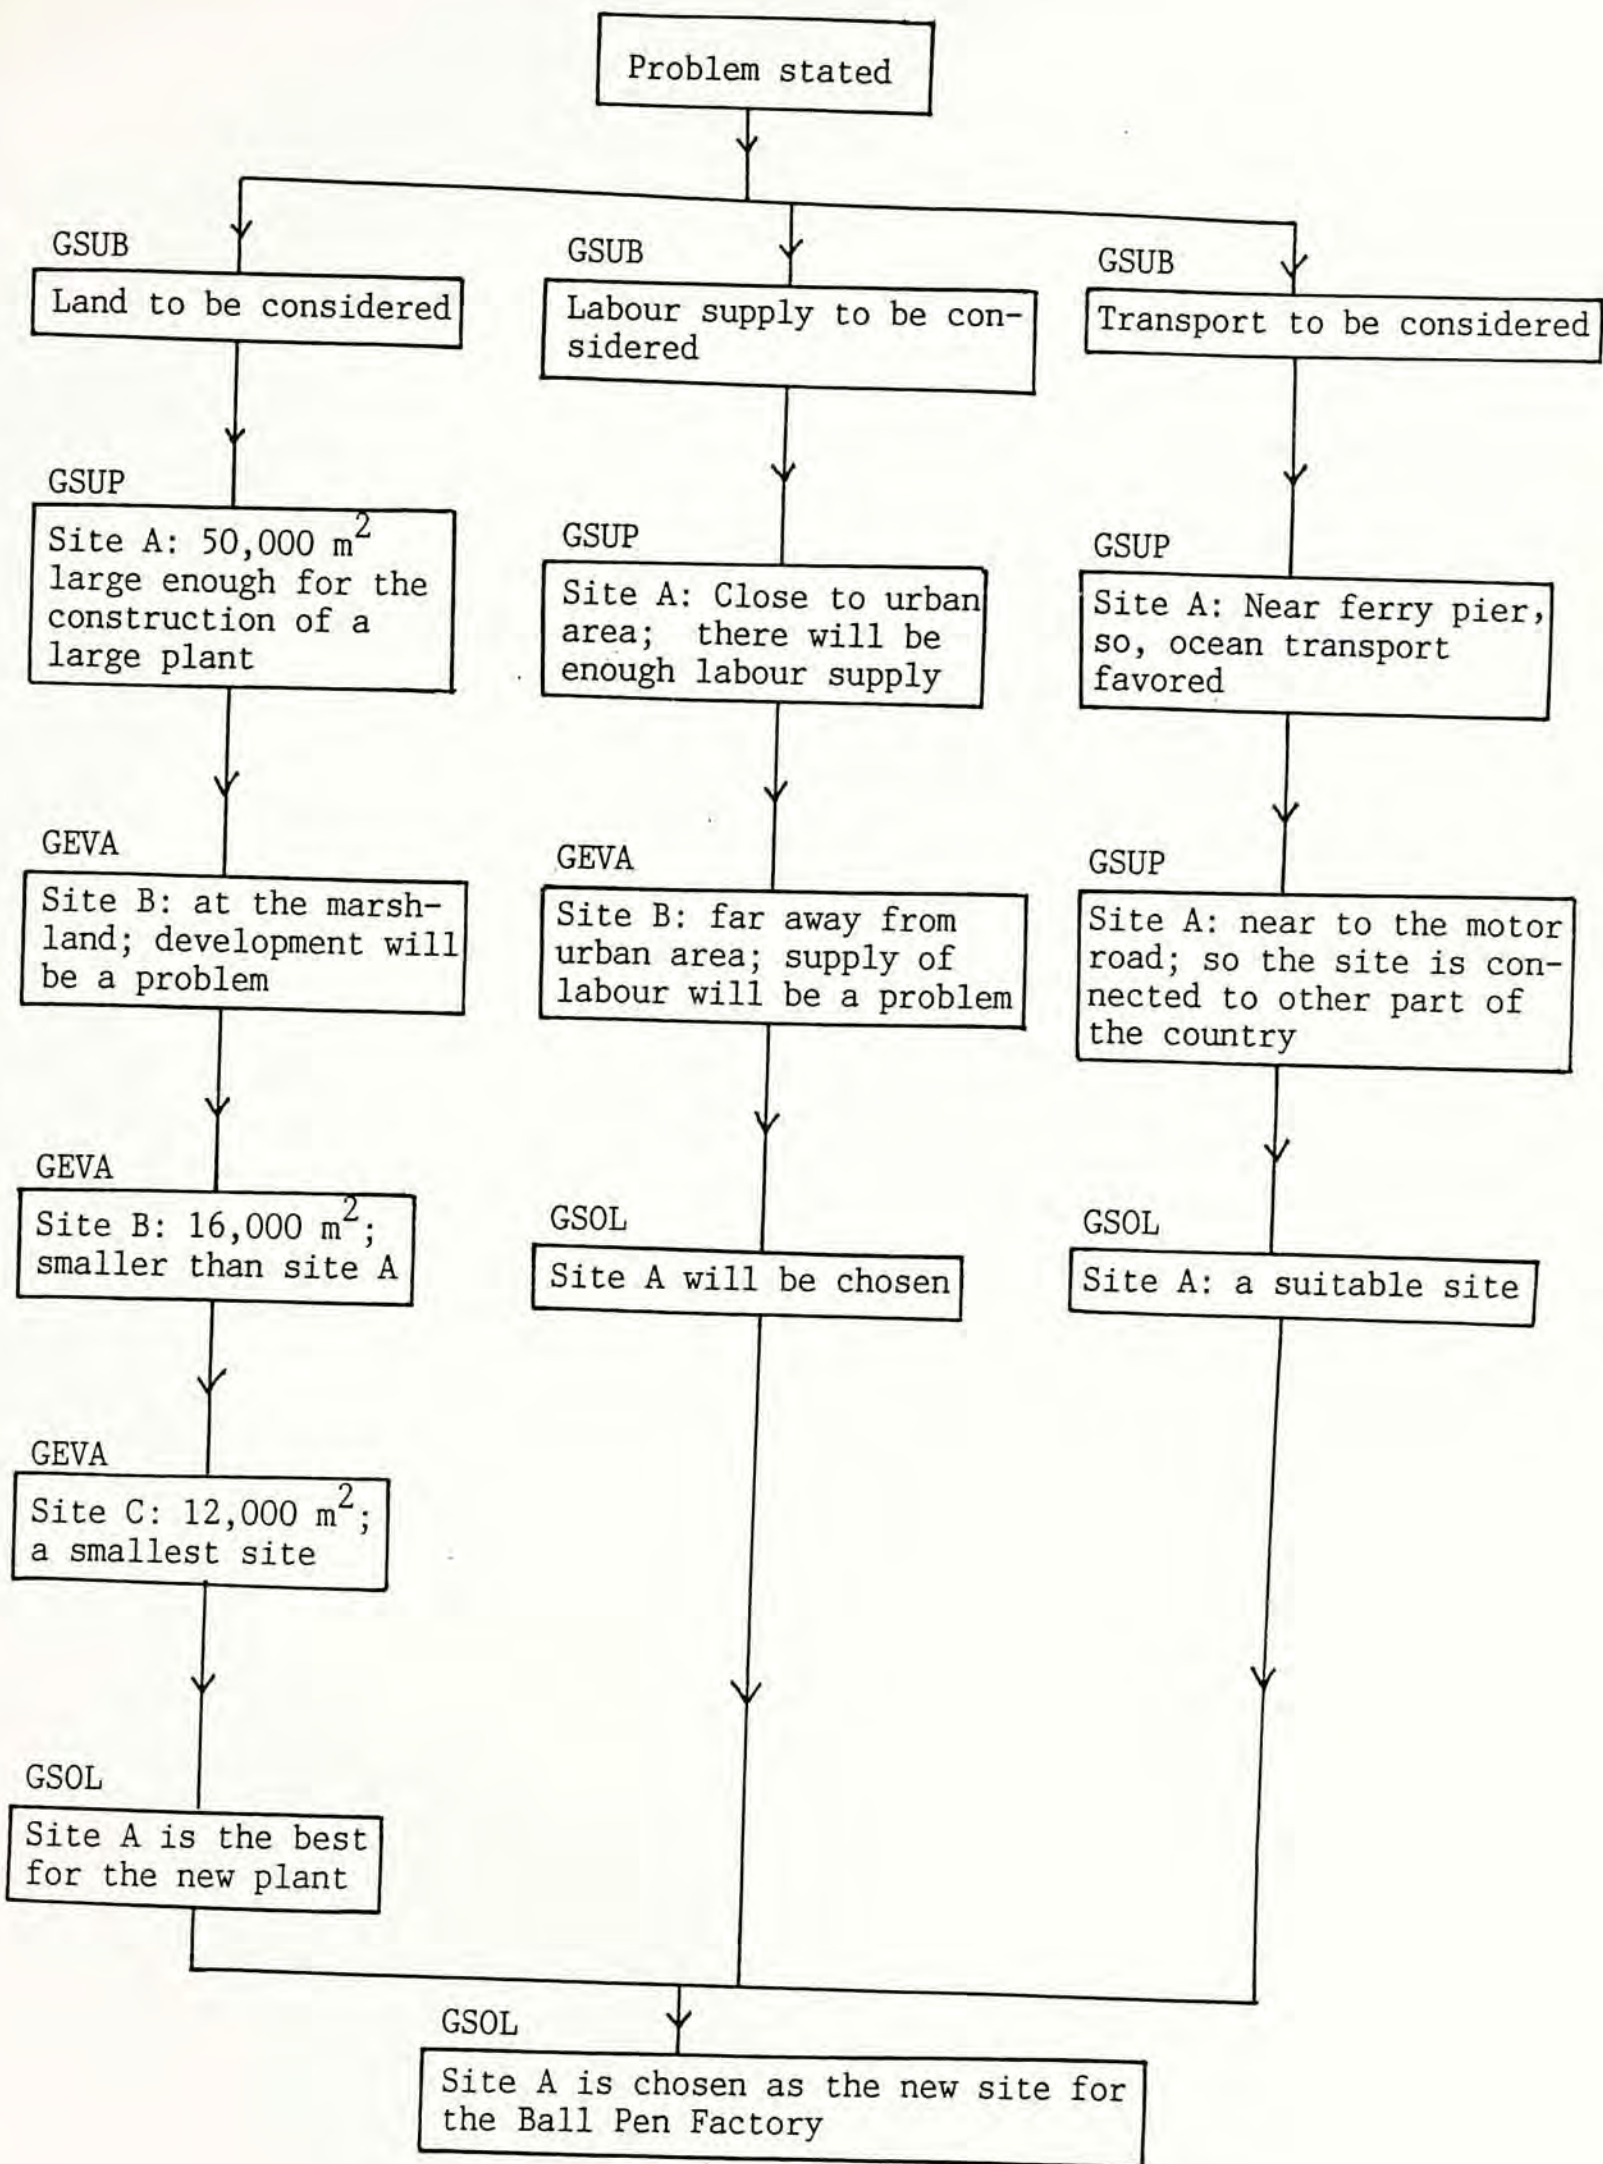 Problem stated
GSUB
Land to be considered
GSUP
Site A: 50,000 m²
large enough for the
construction of a
large plant
GEVA
Site B: at the marsh-
land; development will
be a problem
GEVA
Site B: 16,000 m²;
smaller than site A
GEVA
Site C: 12,000 m²;
a smallest site
GSOL
Site A is the best
for the new plant
GSUB
Labour supply to be con-
sidered
GSUP
Site A: Close to urban
area; there will be
enough labour supply
GEVA
Site B: far away from
urban area; supply of
labour will be a problem
GSOL
Site A will be chosen
GSUB
Transport to be considered
GSUP
Site A: Near ferry pier,
so, ocean transport
favored
GSUP
Site A: near to the motor
road; so the site is con-
nected to other part of
the country
GSOL
Site A: a suitable site
GSOL
Site A is chosen as the new site for
the Ball Pen Factory